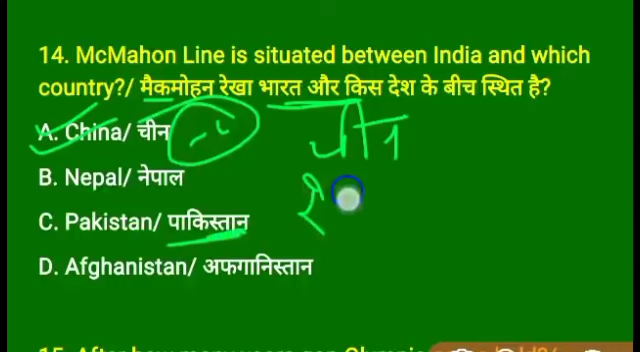 14. McMahon Line is situated between India and which
country?/ मैकमोहन रेखा भारत और किस देश के बीच स्थित है?
A. China/ चीन
चीन
B. Nepal/ नेपाल
C. Pakistan/ पाकिस्तान
D. Afghanistan/ अफगानिस्तान